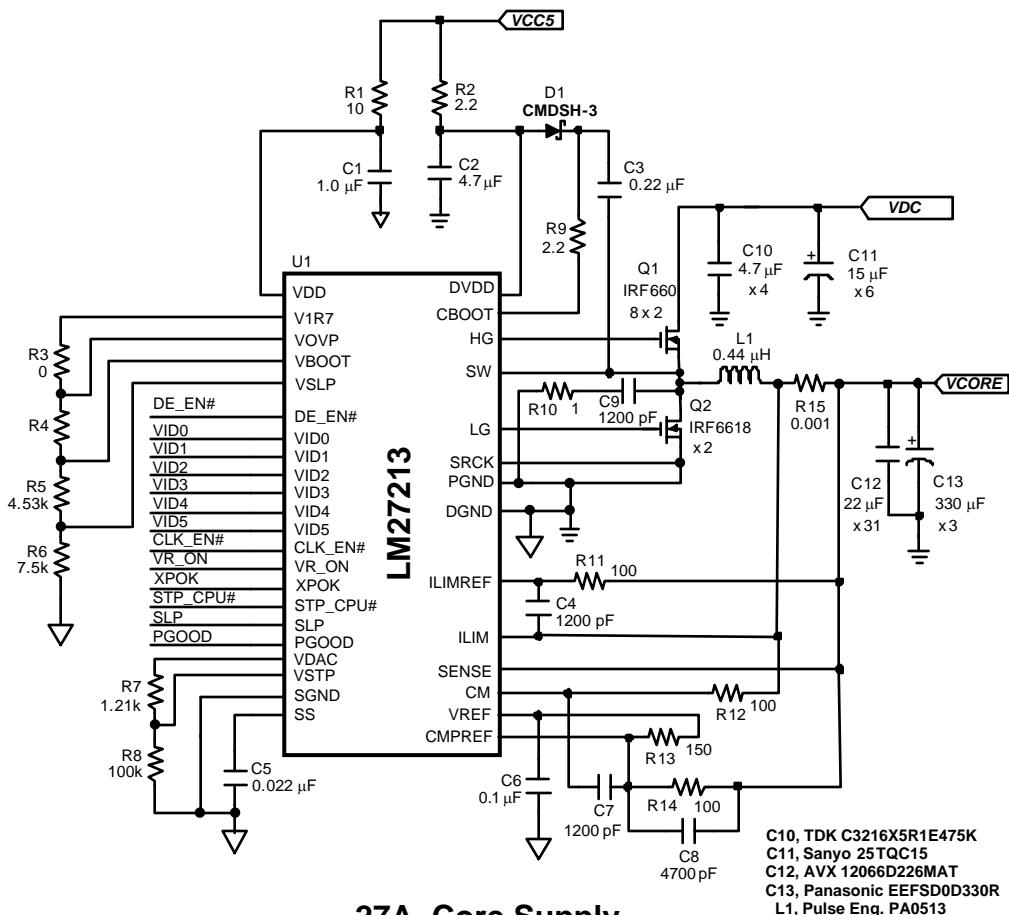 VCC5
R1
10
R2
2.2
D1
CMDSH-3
C1
1.0 µF
C2
4.7 µF
C3
0.22 µF
R9
2.2
VDC
C10
4.7 µF
x 4
C11
15 µF
x 6
+
Q1
IRF660
8 x 2
L1
0.44 µH
VCORE
R15
0.001
R10
1
C9
1200 pF
Q2
IRF6618
x 2
C12
22 µF
x 31
+
C13
330 µF
x 3
U1
LM27213
VDD
V1R7
VOVP
VBOOT
VSLP
DE_EN#
VID0
VID1
VID2
VID3
VID4
VID5
CLK_EN#
VR_ON
XPOK
STP_CPU#
SLP
PGOOD
VDAC
VSTP
SGND
SS
DVDD
CBOOT
HG
SW
LG
SRCK
PGND
DGND
ILIMREF
ILIM
SENSE
CM
VREF
CMPREF
R3
0
R4
R5
4.53k
R6
7.5k
DE_EN#
VID0
VID1
VID2
VID3
VID4
VID5
CLK_EN#
VR_ON
XPOK
STP_CPU#
SLP
PGOOD
R7
1.21k
R8
100k
C5
0.022 µF
R11
100
C4
1200 pF
R12
100
R13
150
C6
0.1 µF
C7
1200 pF
R14
100
C8
4700 pF
C10, TDK C3216X5R1E475K
C11, Sanyo 25TQC15
C12, AVX 12066D226MAT
C13, Panasonic EEFSD0D330R
L1, Pulse Eng. PA0513
27A Core Supply